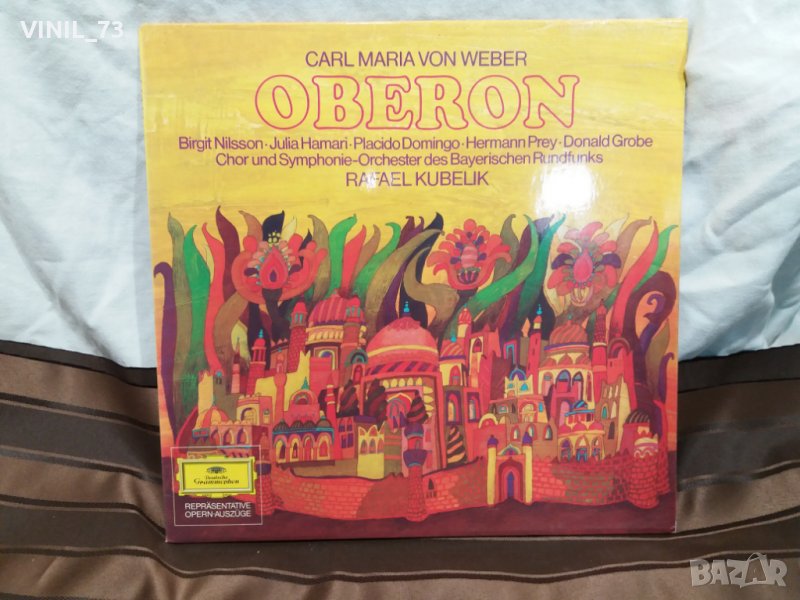 VINIL_73
CARL MARIA VON WEBER
OBERON
Birgit Nilsson · Julia Hamari · Placido Domingo · Hermann Prey · Donald Grobe
Chor und Symphonie-Orchester des Bayerischen Rundfunks
RAFAEL KUBELIK
Deutsche
Grammophon
REPRÄSENTATIVE
OPERN-AUSZÜGE
BAZAR